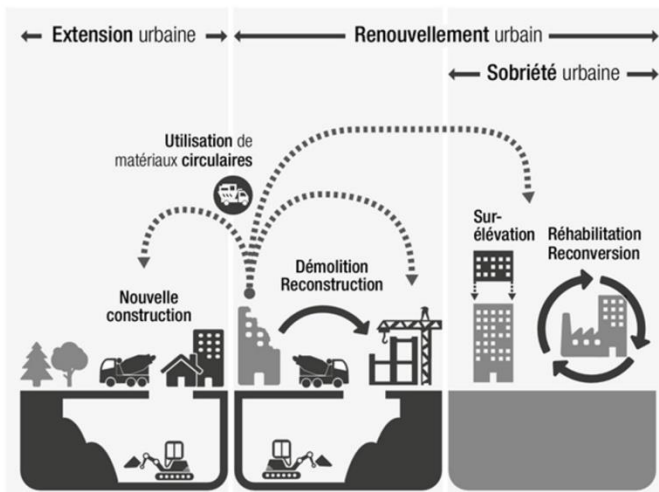 Extension urbaine
Renouvellement urbain
Sobriété urbaine
Utilisation de
matériaux circulaires
Sur-
élévation
Réhabilitation
Reconversion
Démolition
Reconstruction
Nouvelle
construction